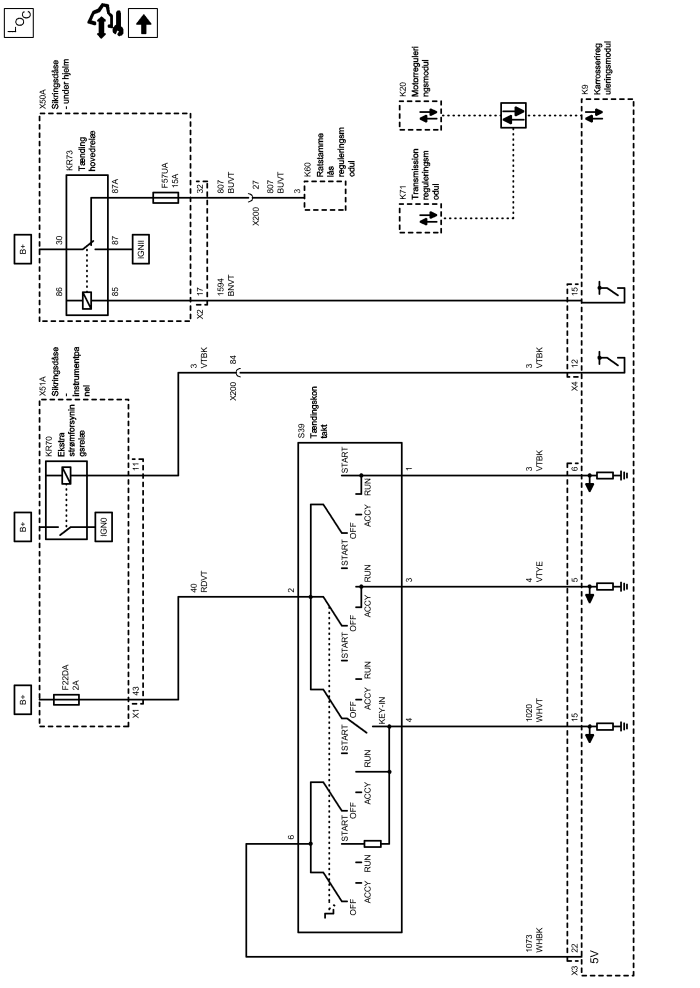 LOC
X50A
Sikringsdåse
- under hjelm
KR73
Tænding
hovedrelæ
87A
F57UA
15A
30
87
B+
IGNII
86
85
32
807
BUVT
27
X200
807
BUVT
3
K60
Ratstamme
lås
reguleringsm
odul
17
X2
1594
BNVT
K20
Motorreguleri
ngsmodul
K71
Transmission
reguleringsm
odul
K9
Karrosserireg
uleringsmodul
X51A
Sikringsdåse
-
instrumentpa
nel
KR70
Ekstra
strømforsynin
gsrelæ
B+
IGN0
11
3
VTBK
84
X200
3
VTBK
12
X4
15
B+
F22DA
2A
43
X1
40
RDVT
2
S39
Tændingskon
takt
START
RUN
ACCY
OFF
START
RUN
ACCY
OFF
START
RUN
ACCY
OFF
START
KEY-IN
RUN
ACCY
OFF
START
RUN
ACCY
OFF
1
3
4
6
3
VTBK
6
4
VTYE
5
1020
WHVT
15
1073
WHBK
22
X3
5V